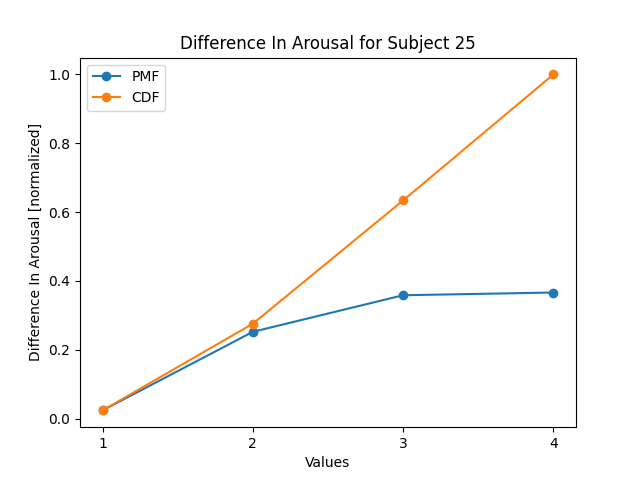 Difference In Arousal for Subject 25
PMF
CDF
Difference In Arousal [normalized]
1.0
0.8
0.6
0.4
0.2
0.0
1 2 3 4
Values